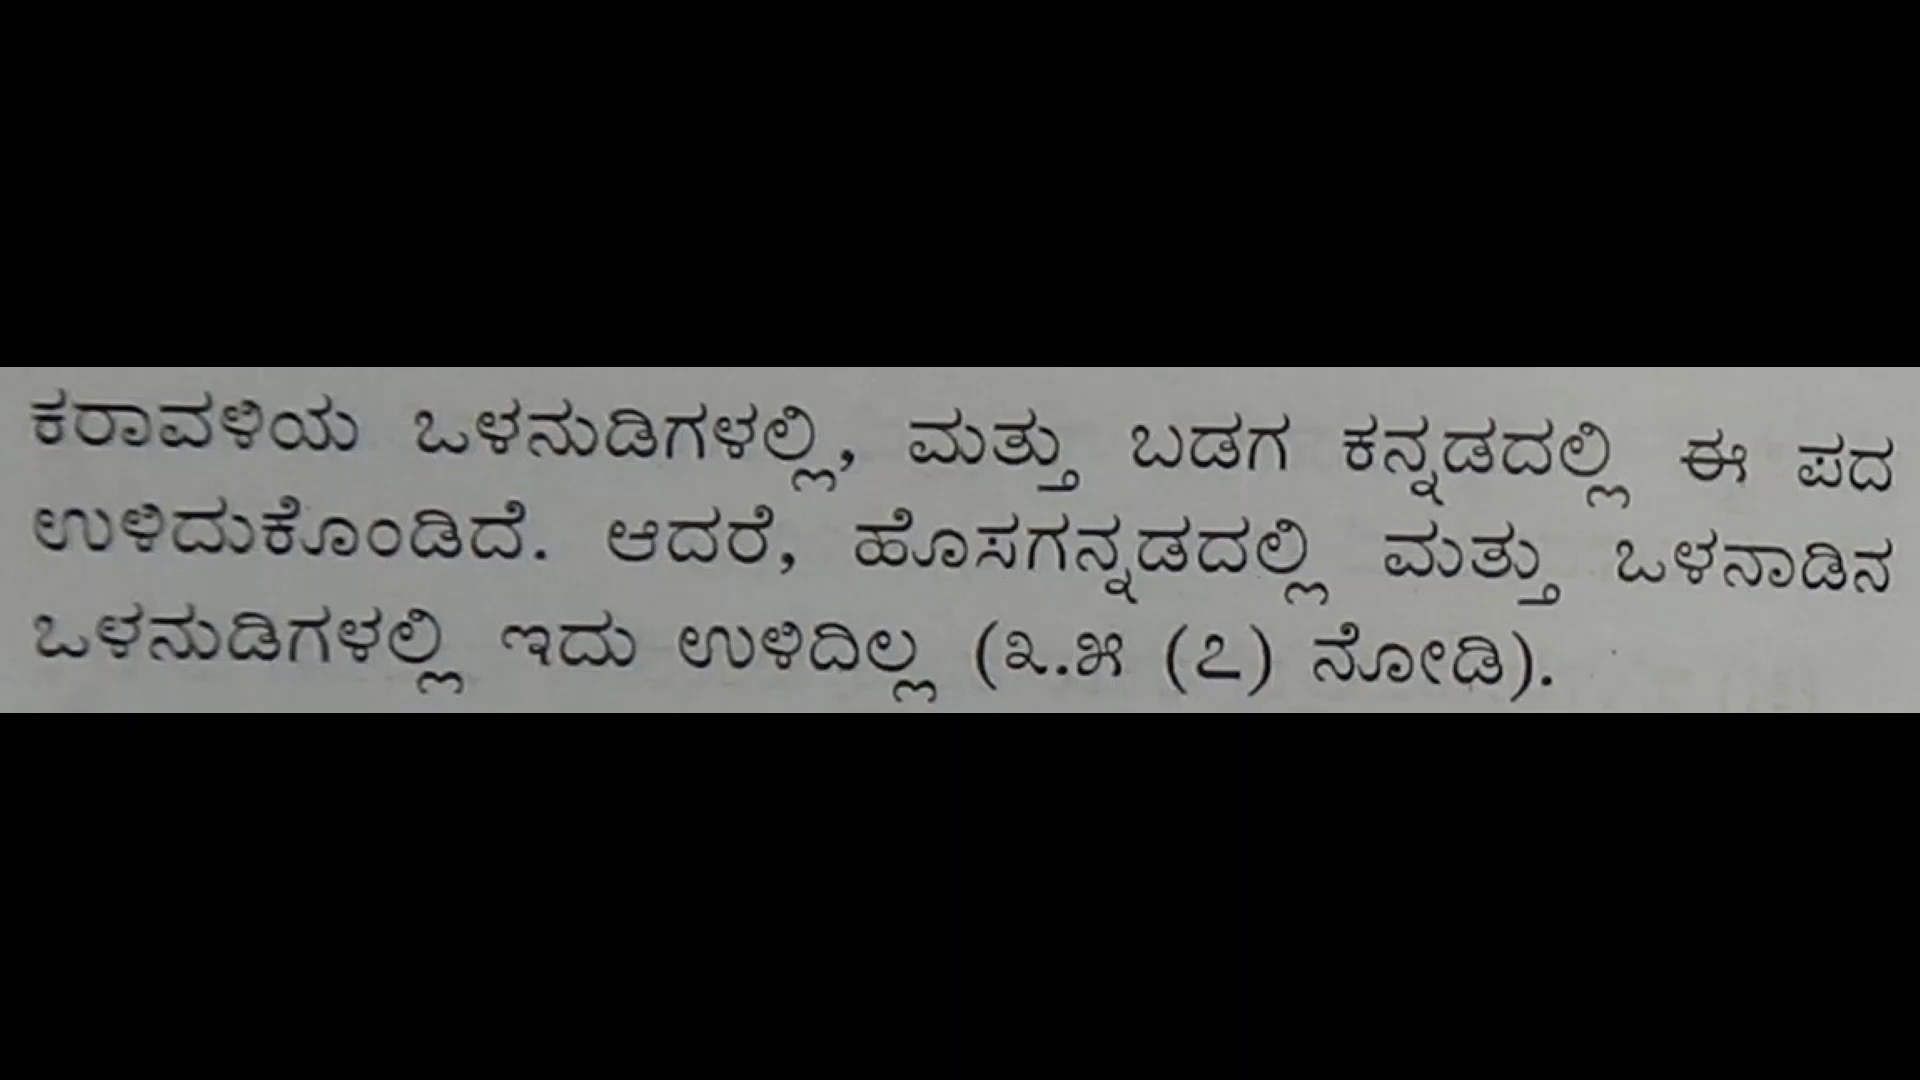 ಕರಾವಳಿಯ ಒಳನುಡಿಗಳಲ್ಲಿ, ಮತ್ತು ಬಡಗ ಕನ್ನಡದಲ್ಲಿ ಈ ಪದ
ಉಳಿದುಕೊಂಡಿದೆ. ಆದರೆ, ಹೊಸಗನ್ನಡದಲ್ಲಿ ಮತ್ತು ಒಳನಾಡಿನ
ಒಳನುಡಿಗಳಲ್ಲಿ ಇದು ಉಳಿದಿಲ್ಲ (೩.೫ (೭) ನೋಡಿ).